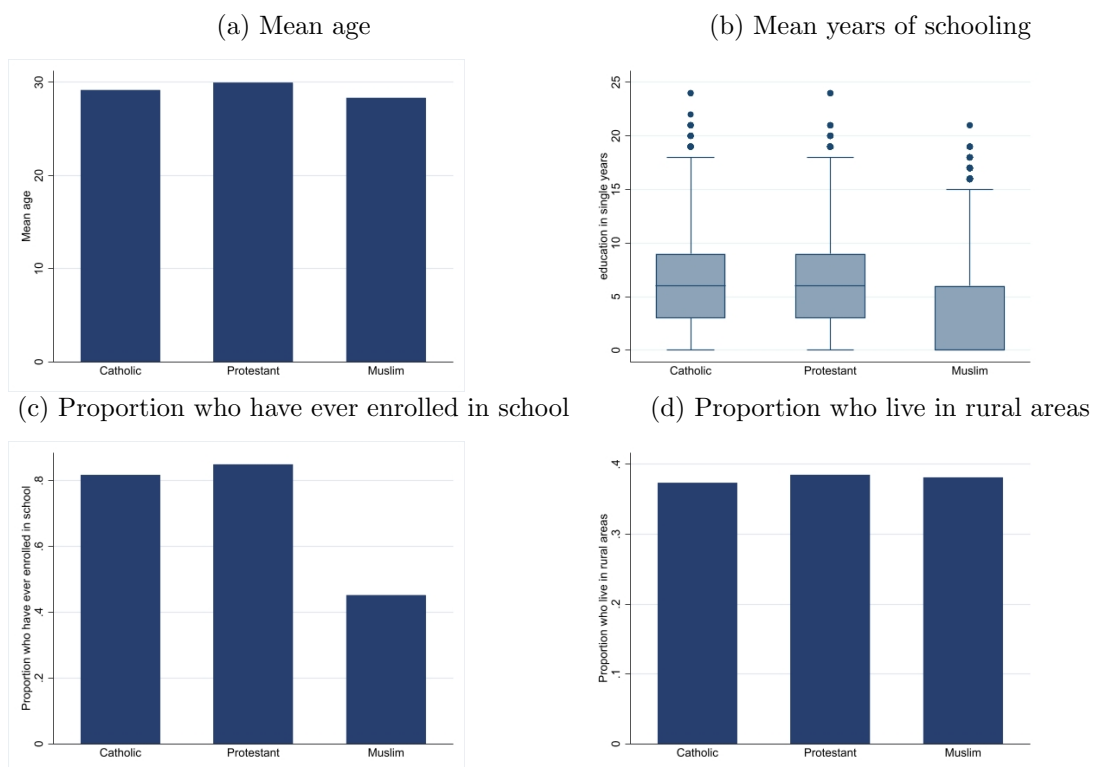 (a) Mean age
(b) Mean years of schooling
Mean age
30
20
10
0
Catholic Protestant Muslim
education in single years
25
20
15
10
5
0
Catholic Protestant Muslim
(c) Proportion who have ever enrolled in school
(d) Proportion who live in rural areas
Proportion who have ever enrolled in school
.8
.6
.4
.2
0
Catholic Protestant Muslim
Proportion who live in rural areas
.4
.3
.2
.1
0
Catholic Protestant Muslim